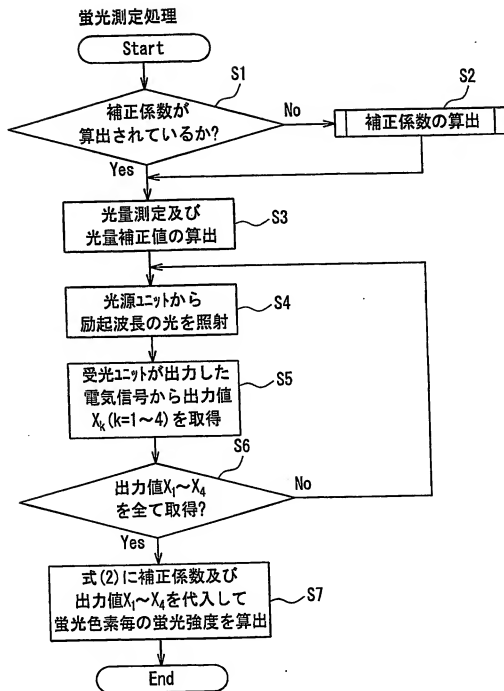 蛍光測定処理
Start
S1
補正係数が
算出されているか?
No
S2
補正係数の算出
Yes
光量測定及び
光量補正値の算出
S3
光源ユニットから
励起波長の光を照射
S4
受光ユニットが出力した
電気信号から出力値
Xk(k=1~4)を取得
S5
S6
出力値X1~X4
を全て取得?
No
Yes
式(2)に補正係数及び
出力値X1~X4を代入して
蛍光色素毎の蛍光強度を算出
S7
End